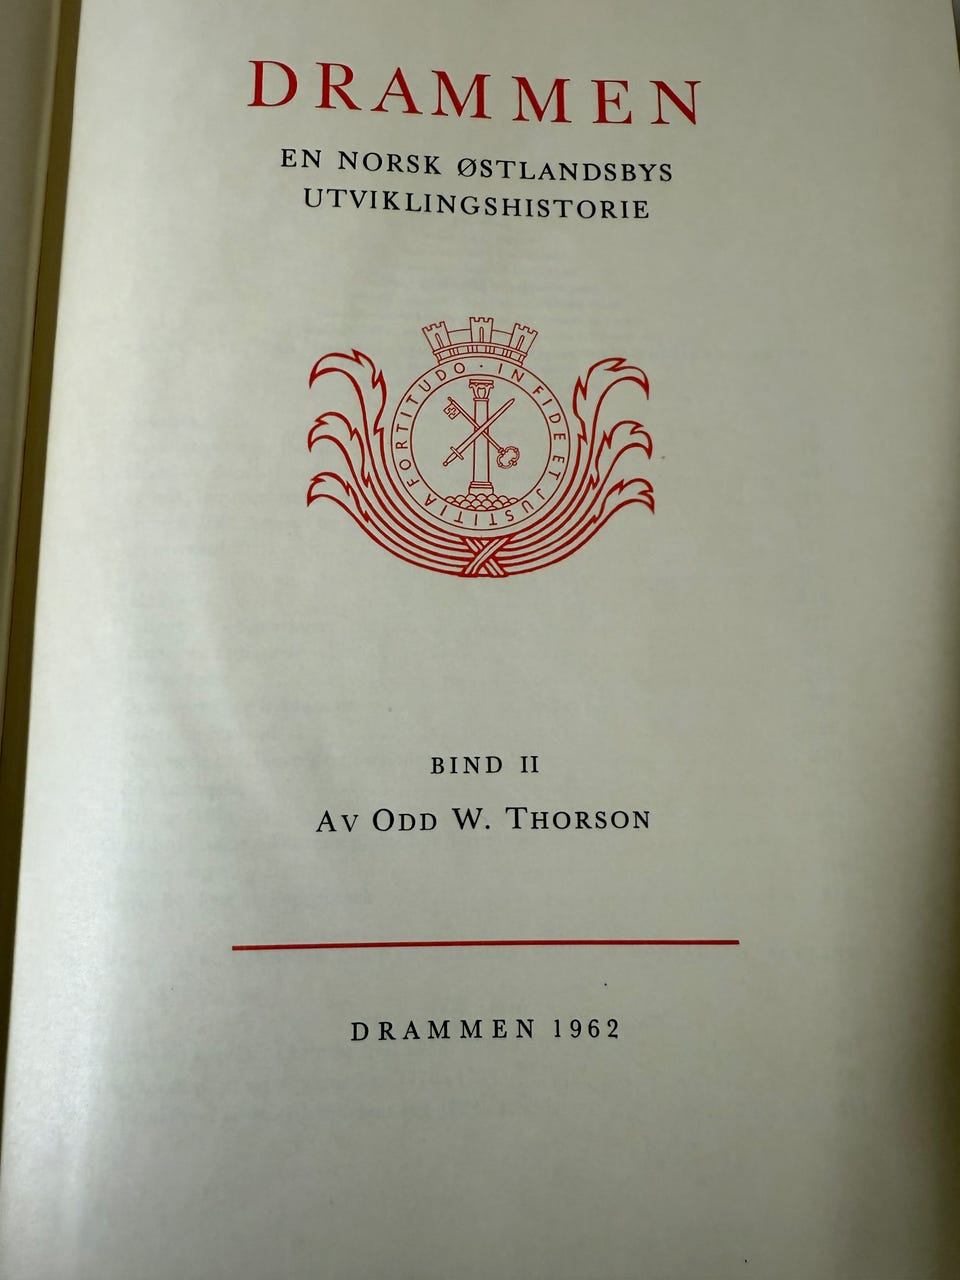 DRAMMEN
EN NORSK ØSTLANDSBYS
UTVIKLINGSHISTORIE
IN FIDE ET JUSTITIA FORTITUDO ·
BIND II
AV ODD W. THORSON
DRAMMEN 1962